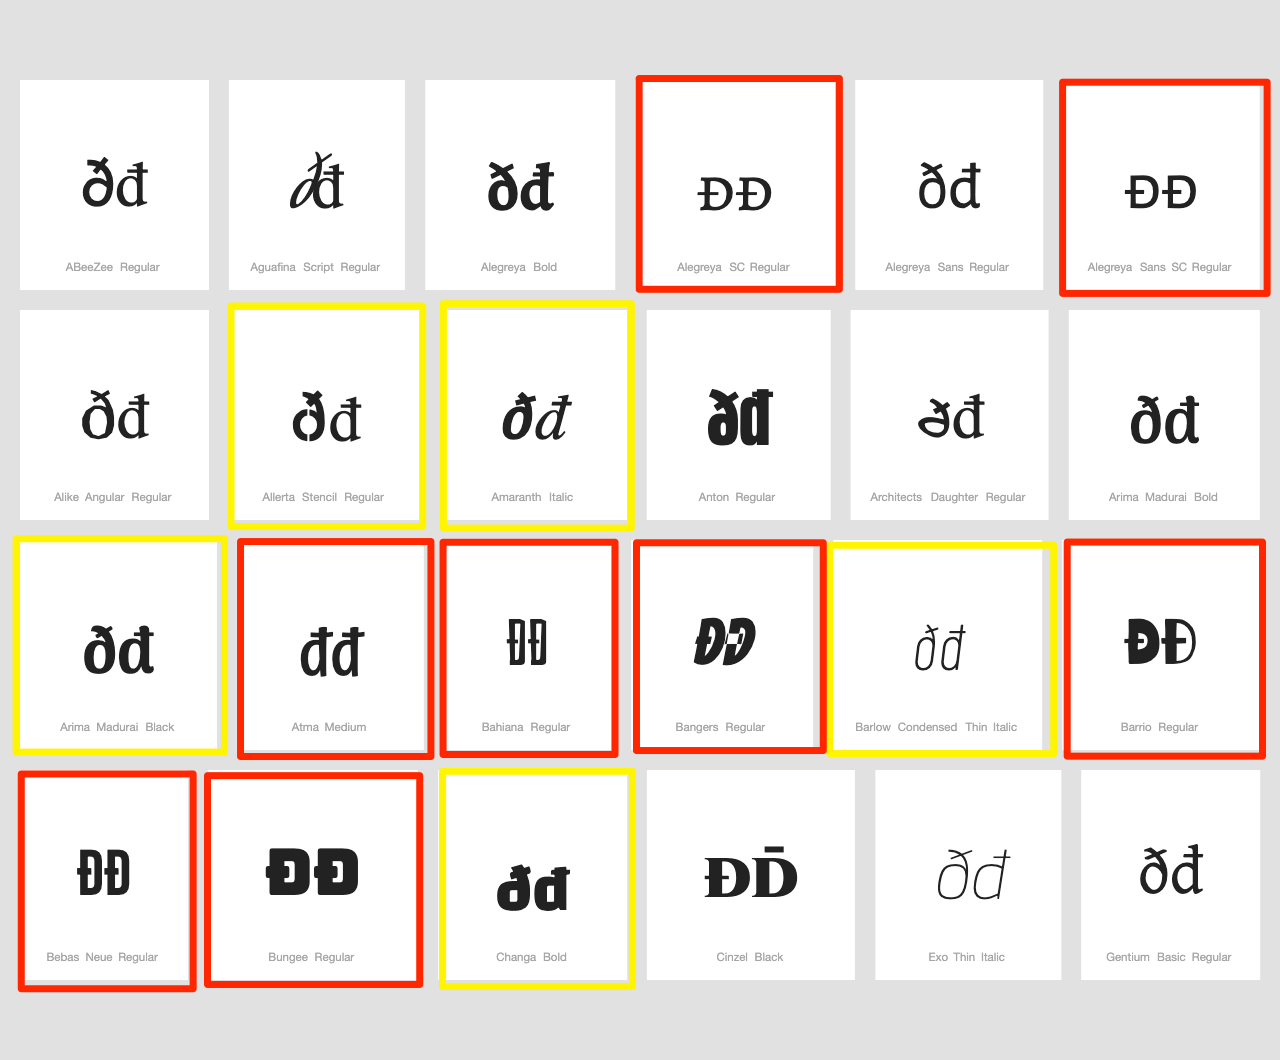 ðđ
ABeeZee Regular
ðđ
Aguafina Script Regular
ðđ
Alegreya Bold
ĐĐ
Alegreya SC Regular
ðđ
Alegreya Sans Regular
ĐĐ
Alegreya Sans SC Regular
ðđ
Alike Angular Regular
ðđ
Allerta Stencil Regular
ðđ
Amaranth Italic
ðđ
Anton Regular
ðđ
Architects Daughter Regular
ðđ
Arima Madurai Bold
ðđ
Arima Madurai Black
đđ
Atma Medium
ĐĐ
Bahiana Regular
ĐĐ
Bangers Regular
ðđ
Barlow Condensed Thin Italic
ĐĐ
Barrio Regular
ĐĐ
Bebas Neue Regular
ĐĐ
Bungee Regular
ðđ
Changa Bold
ĐD̄
Cinzel Black
ðđ
Exo Thin Italic
ðđ
Gentium Basic Regular